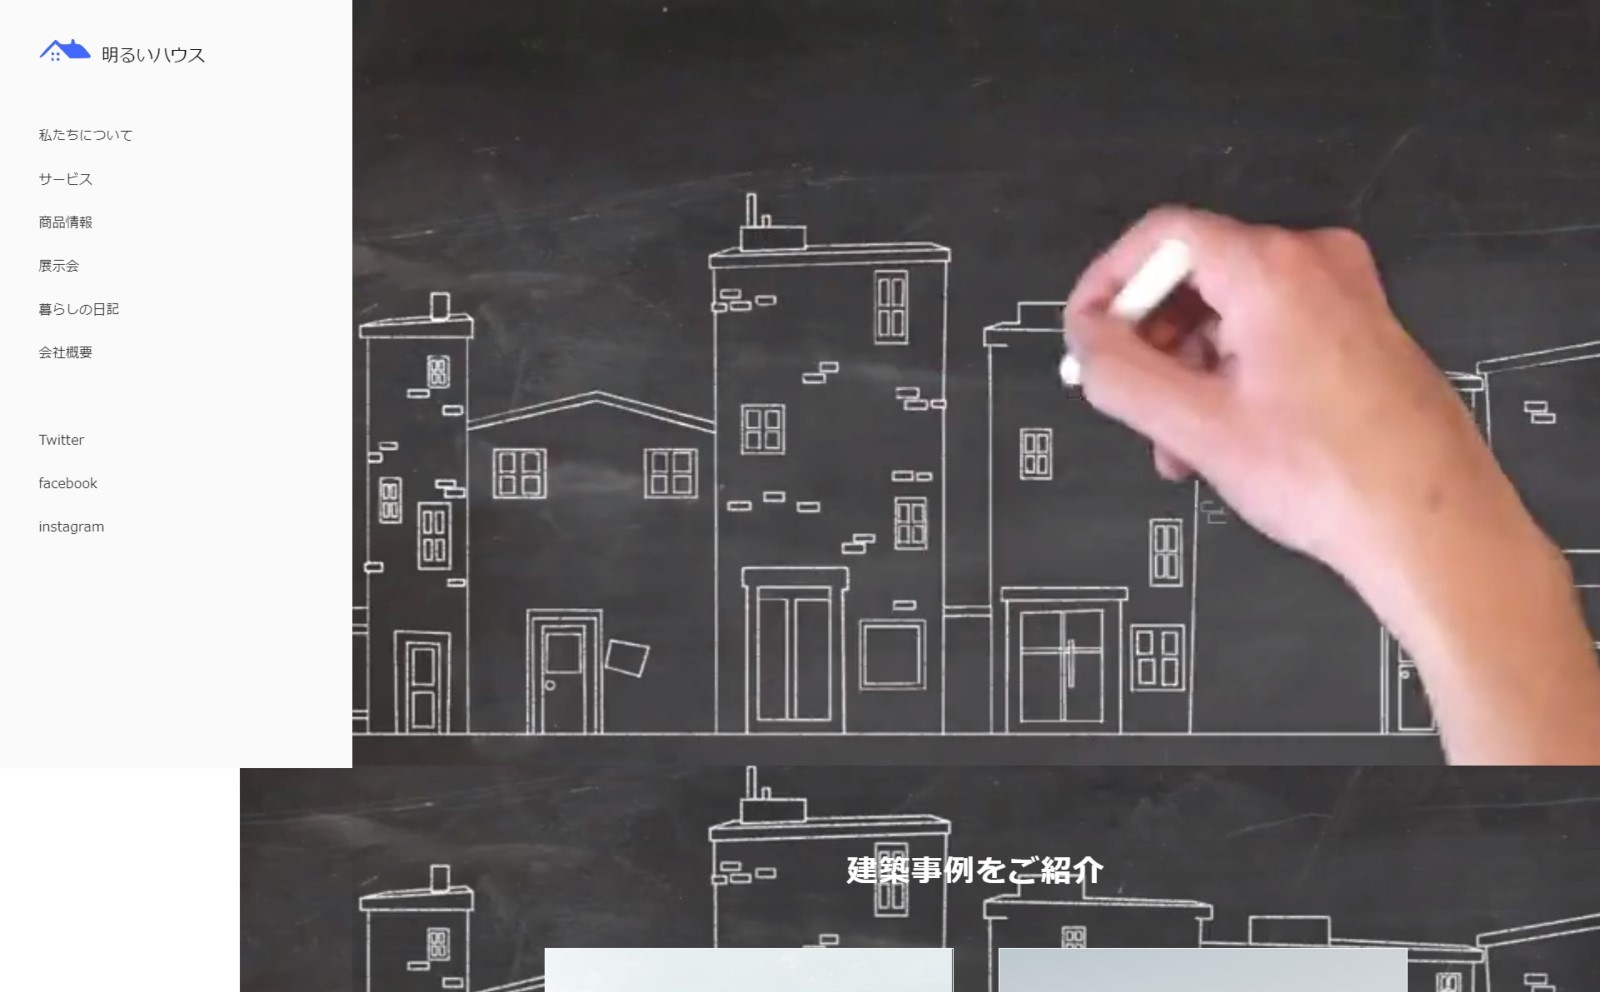 明るいハウス
私たちについて
サービス
商品情報
展示会
暮らしの日記
会社概要
Twitter
facebook
instagram
建築事例をご紹介